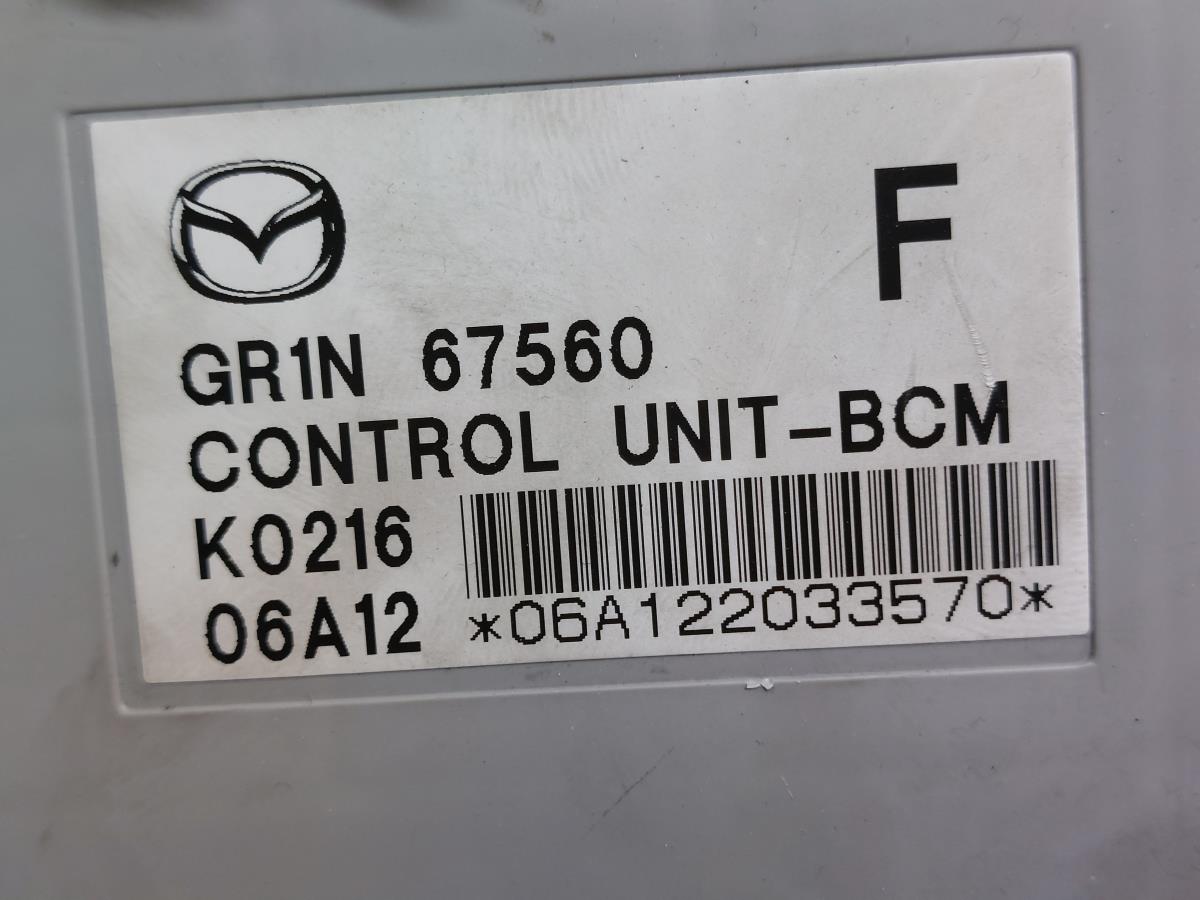 F
GR1N 67560
CONTROL UNIT-BCM
K0216
06A12
*06A122033570*